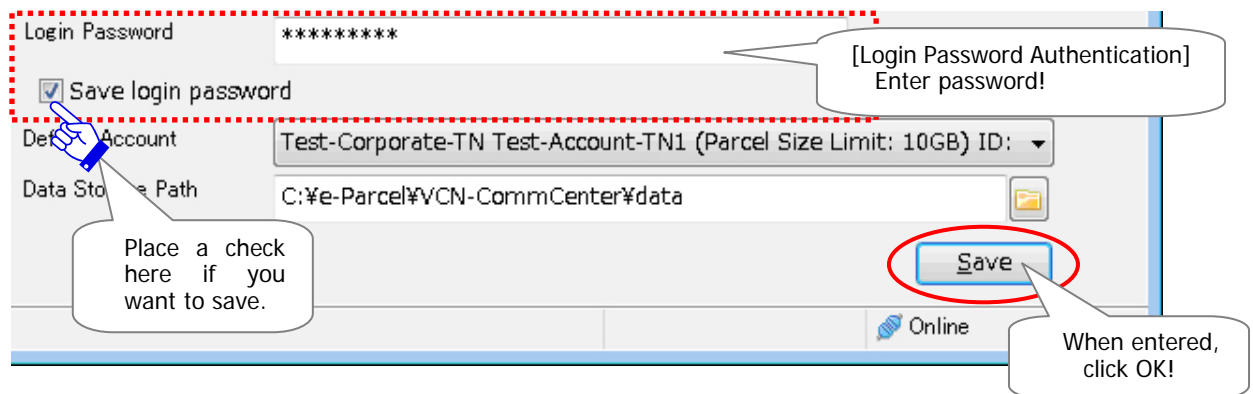 Login Password
*********
[Login Password Authentication]
Enter password!
Save login password
Account
Test-Corporate-TN Test-Account-TN1 (Parcel Size Limit: 10GB) ID:
Data Path
C:¥e-Parcel¥VCN-CommCenter¥data
Place a check
here if you
want to save.
Save
Online
When entered,
click OK!